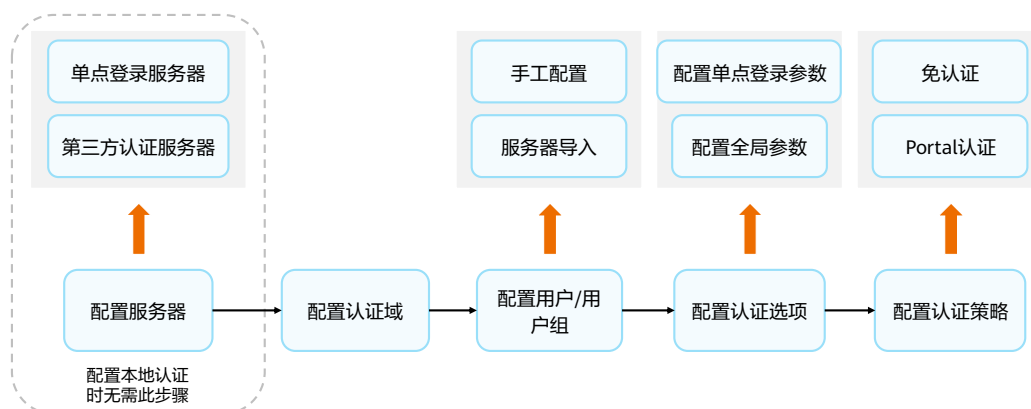 单点登录服务器
第三方认证服务器
手工配置
服务器导入
配置单点登录参数
配置全局参数
免认证
Portal认证
配置服务器
配置认证域
配置用户/用
户组
配置认证选项
配置认证策略
配置本地认证
时无需此步骤